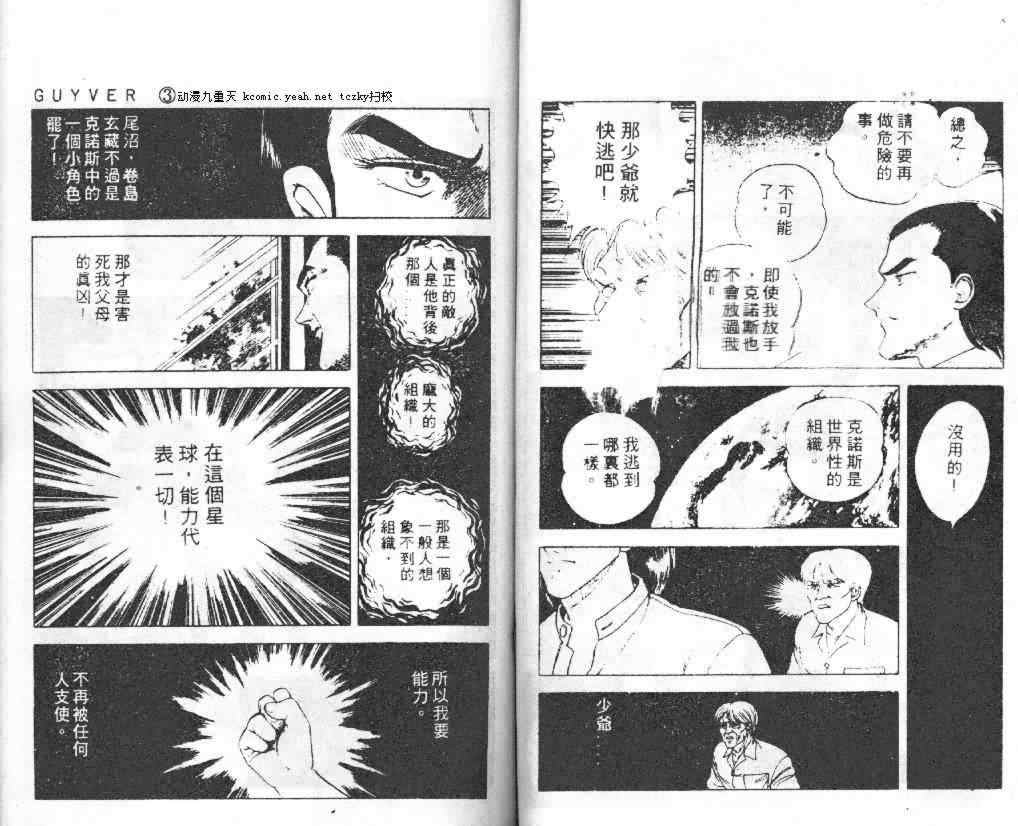 總之，
請不要再
做危險的
事。
不可能
了，
即使我放手
，克諾斯也
不會放過我
的！！
那少爺就
快逃吧！
沒用的！
克諾斯是
世界性的
組織。
我逃到
哪裏都
一樣。
少爺……
GUYVER ③动漫九重天 kcomic.yeah.net tczky扫校
尾沼，卷島
玄藏不過是
克諾斯中的
一個小角色
罷了！
眞正的敵
人是他背後
那個……
龐大的
組織！
那是一個
一般人想
象不到的
組織，
那才是害
死我父母
的眞凶！
在這個星
球，能力代
表一切！
所以我要
能力。
不再被任何
人支使。